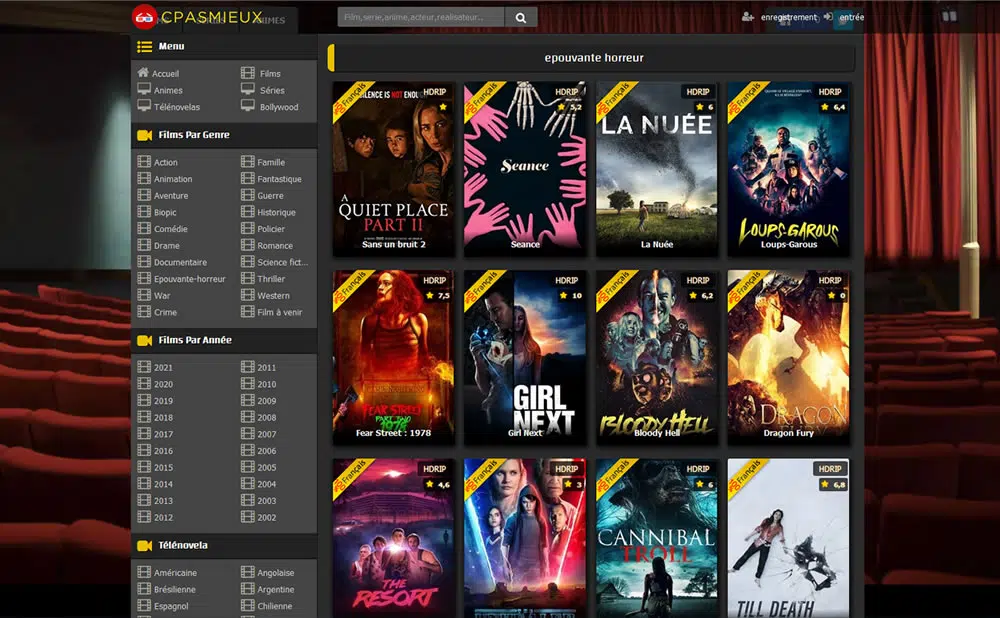 CPASMIEUX
Film,serie,anime,acteur,realisateur...
enregistrement
entrée
Menu
Accueil
Films
Animes
Séries
Télénovelas
Bollywood
Films Par Genre
Action
Famille
Animation
Fantastique
Aventure
Guerre
Biopic
Historique
Comédie
Policier
Drame
Romance
Documentaire
Science fict...
Epouvante-horreur
Thriller
War
Western
Crime
Film à venir
Films Par Année
2021
2011
2020
2010
2019
2009
2018
2008
2017
2007
2016
2006
2015
2005
2014
2004
2013
2003
2012
2002
Télénovela
Américaine
Angolaise
Brésilienne
Argentine
Espagnol
Chilienne
epouvante horreur
Français
HDRIP
A
QUIET PLACE
PART II
Sans un bruit 2
Français
HDRIP
5,2
Seance
Seance
Français
HDRIP
6
LA NUÉE
La Nuée
Français
HDRIP
6,4
LOUPS-GAROUS
Loups-Garous
Français
HDRIP
7,5
FEAR STREET
PART TWO
1978
Fear Street : 1978
Français
HDRIP
10
GIRL
NEXT
Girl Next
Français
HDRIP
6,2
BLOODY HELL
Bloody Hell
Français
HDRIP
0
DRAGON
Dragon Fury
Français
HDRIP
4,6
THE
RESORT
Français
HDRIP
3
Français
HDRIP
6
CANNIBAL
TROLL
Français
HDRIP
6,8
TILL DEATH